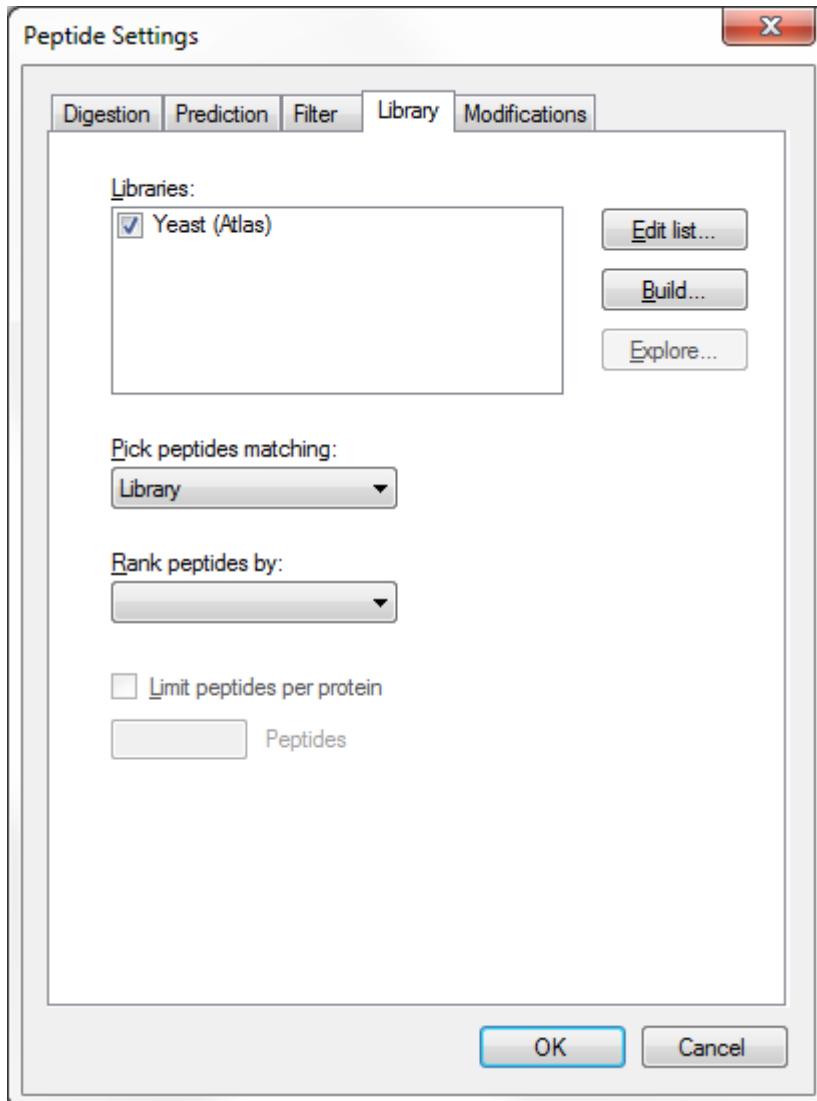 Peptide Settings
Digestion Prediction Filter Library Modifications
Libraries:
Yeast (Atlas)
Edit list...
Build...
Explore...
Pick peptides matching:
Library
Rank peptides by:
Limit peptides per protein
Peptides
OK Cancel